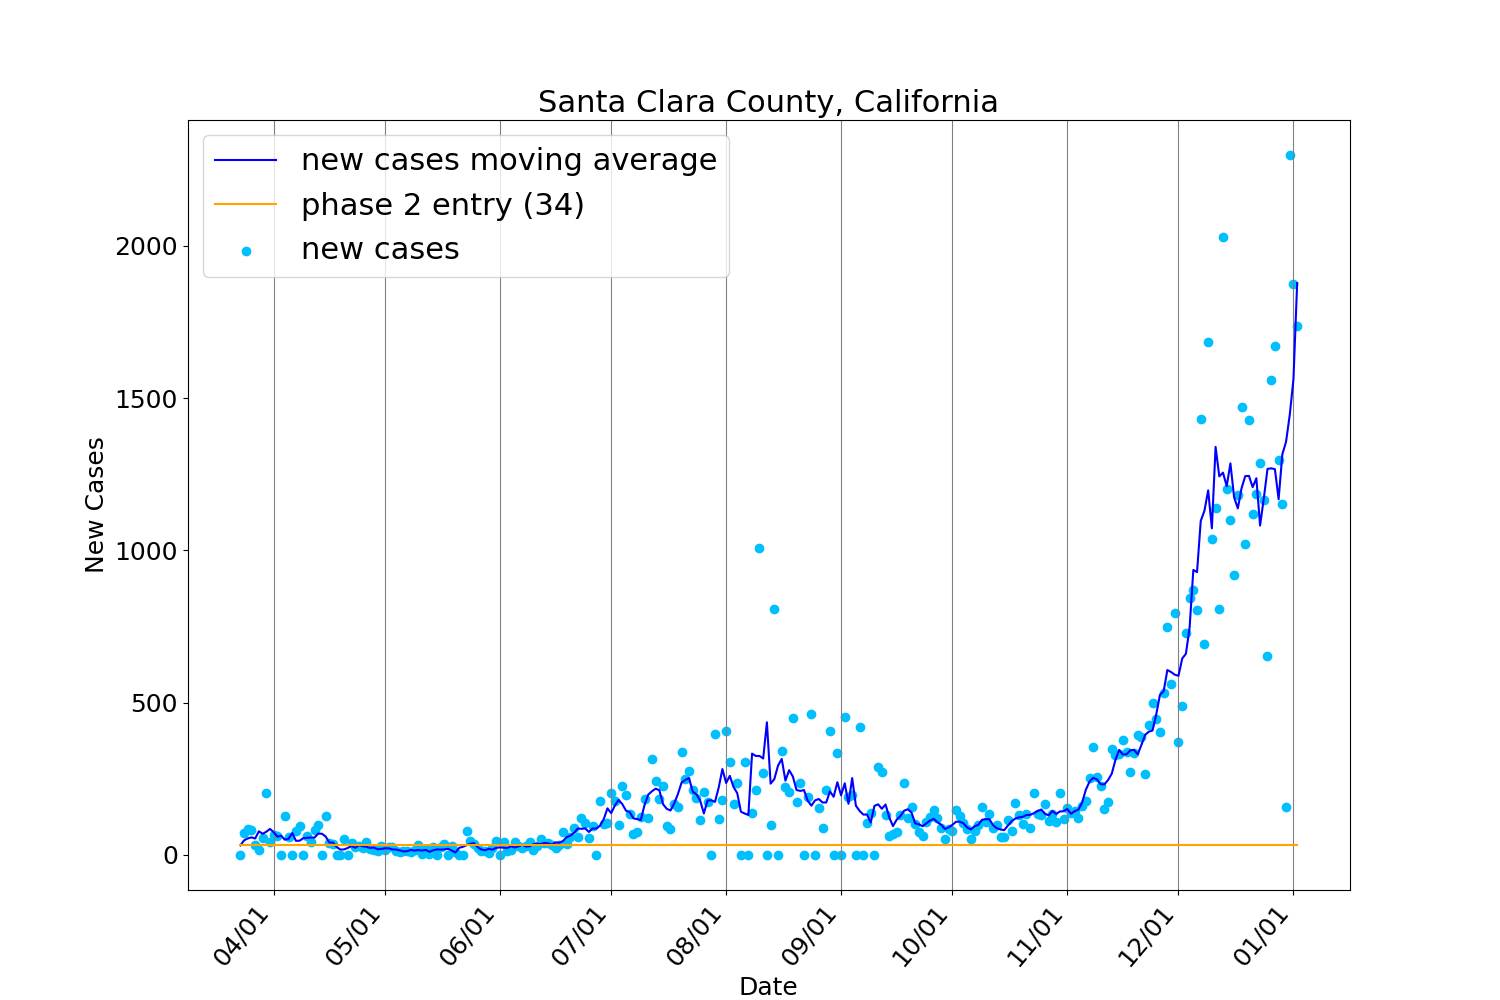 Santa Clara County, California
new cases moving average
phase 2 entry (34)
new cases
New Cases
2000
1500
1000
500
0
04/01
05/01
06/01
07/01
08/01
09/01
10/01
11/01
12/01
01/01
Date